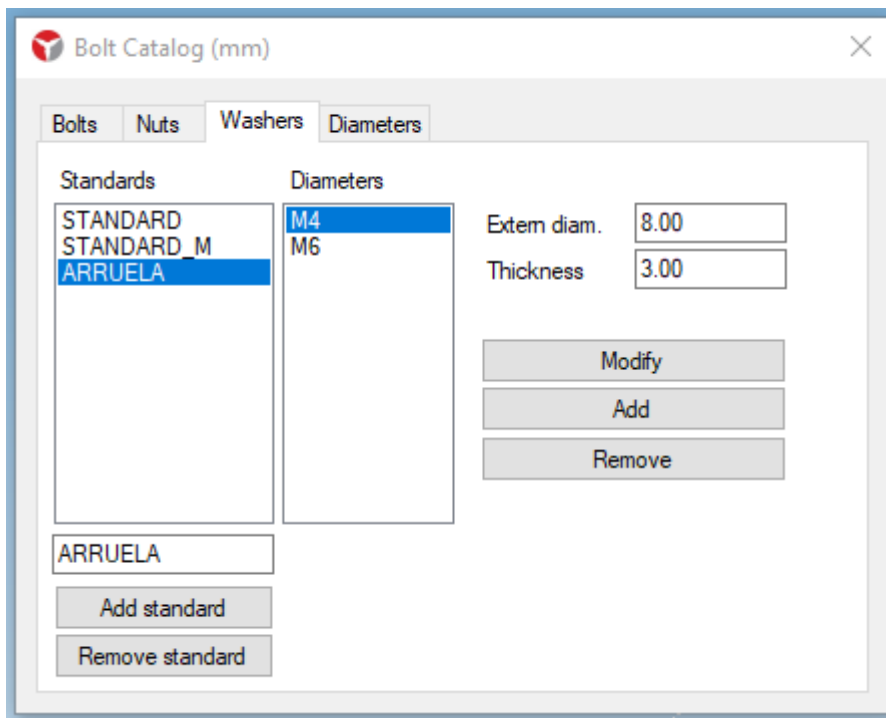 Bolt Catalog (mm)
Bolts Nuts Washers Diameters
Standards Diameters
STANDARD M4 Extern diam. 8.00
STANDARD_M M6
ARRUELA Thickness 3.00
Modify
Add
Remove
ARRUELA
Add standard
Remove standard